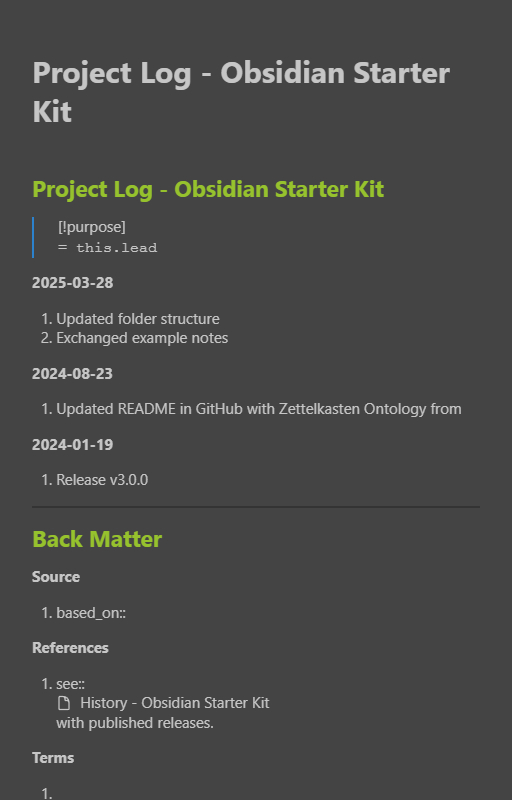 Project Log - Obsidian Starter
Kit
Project Log - Obsidian Starter Kit
[!purpose]
= this.lead
2025-03-28
1. Updated folder structure
2. Exchanged example notes
2024-08-23
1. Updated README in GitHub with Zettelkasten Ontology from
2024-01-19
1. Release v3.0.0
Back Matter
Source
1. based_on::
References
1. see::
History - Obsidian Starter Kit
with published releases.
Terms
1.